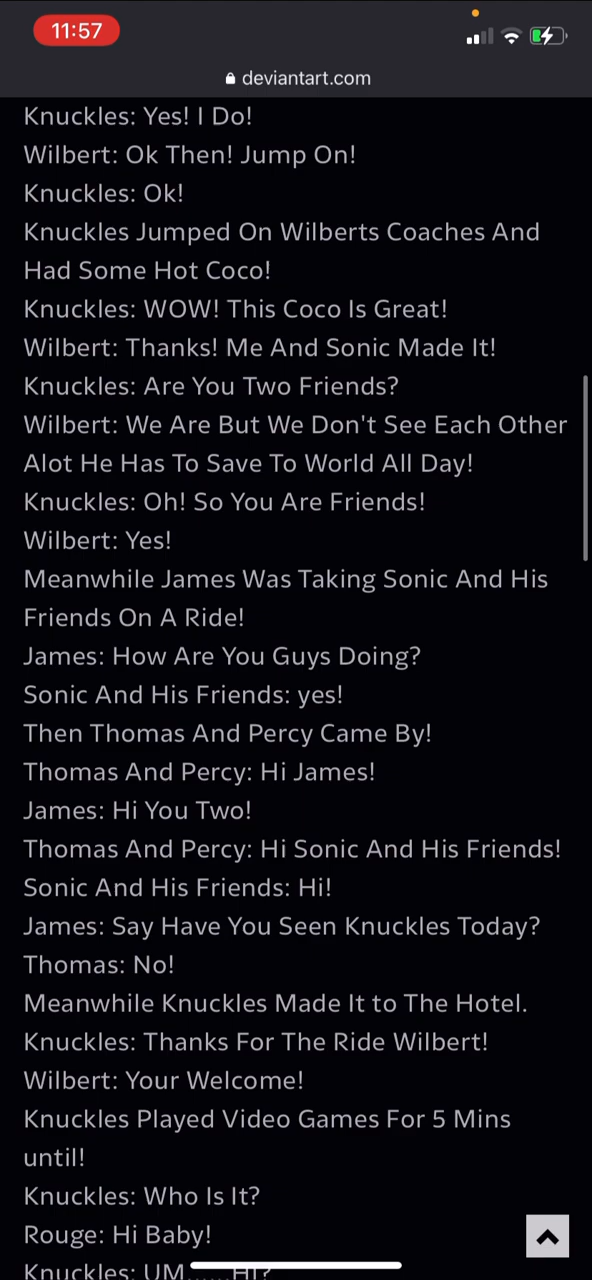 11:57
deviantart.com
Knuckles: Yes! I Do!
Wilbert: Ok Then! Jump On!
Knuckles: Ok!
Knuckles Jumped On Wilberts Coaches And
Had Some Hot Coco!
Knuckles: WOW! This Coco Is Great!
Wilbert: Thanks! Me And Sonic Made It!
Knuckles: Are You Two Friends?
Wilbert: We Are But We Don't See Each Other
Alot He Has To Save To World All Day!
Knuckles: Oh! So You Are Friends!
Wilbert: Yes!
Meanwhile James Was Taking Sonic And His
Friends On A Ride!
James: How Are You Guys Doing?
Sonic And His Friends: yes!
Then Thomas And Percy Came By!
Thomas And Percy: Hi James!
James: Hi You Two!
Thomas And Percy: Hi Sonic And His Friends!
Sonic And His Friends: Hi!
James: Say Have You Seen Knuckles Today?
Thomas: No!
Meanwhile Knuckles Made It to The Hotel.
Knuckles: Thanks For The Ride Wilbert!
Wilbert: Your Welcome!
Knuckles Played Video Games For 5 Mins
until!
Knuckles: Who Is It?
Rouge: Hi Baby!
Knuckles: UM......Hi?